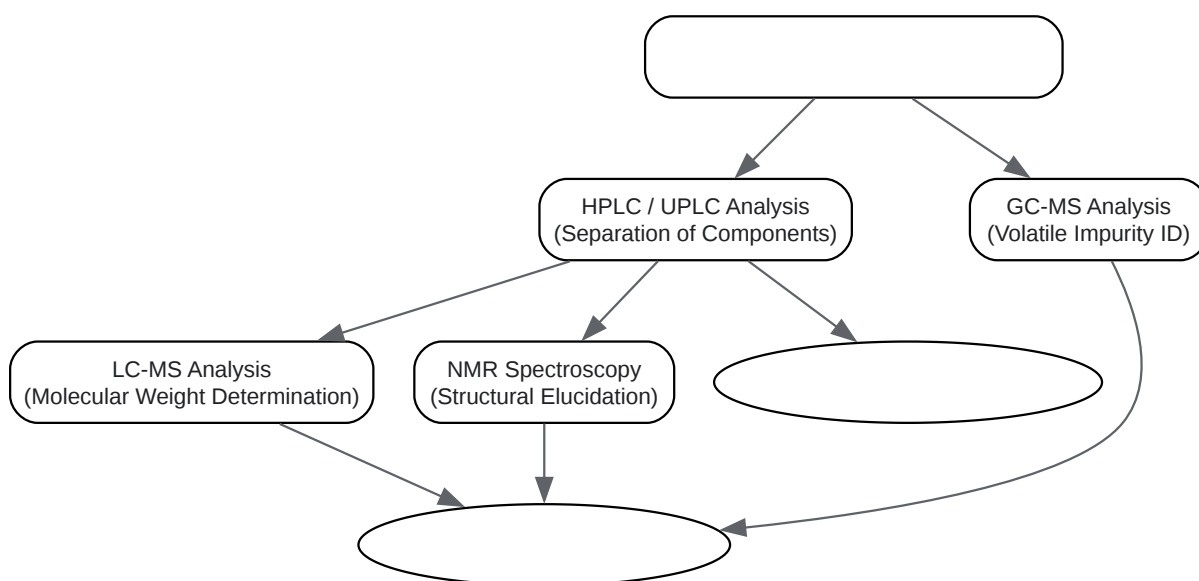 HPLC / UPLC Analysis
(Separation of Components)
GC-MS Analysis
(Volatile Impurity ID)
LC-MS Analysis
(Molecular Weight Determination)
NMR Spectroscopy
(Structural Elucidation)